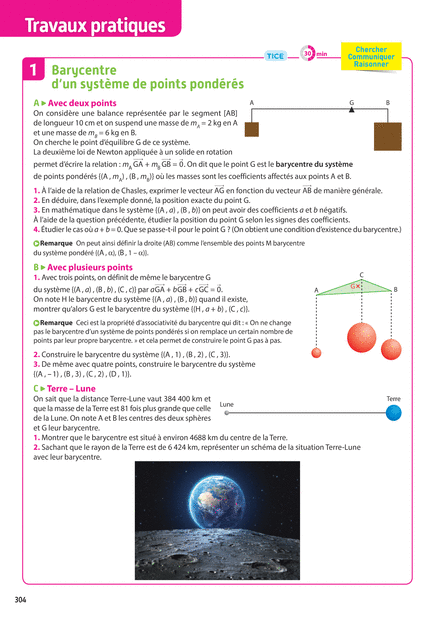 Travaux pratiques
TICE
30 min
Chercher
Communiquer
Raisonner
1 Barycentre
d'un système de points pondérés
A ▶ Avec deux points
On considère une balance représentée par le segment [AB]
de longueur 10 cm et on suspend une masse de m_A = 2 kg en A
et une masse de m_B = 6 kg en B.
On cherche le point d'équilibre G de ce système.
La deuxième loi de Newton appliquée à un solide en rotation
permet d'écrire la relation : m_A GA⃗ + m_B GB⃗ = 0⃗. On dit que le point G est le barycentre du système
de points pondérés {(A , m_A) , (B , m_B)} où les masses sont les coefficients affectés aux points A et B.
A
G
B
1. À l'aide de la relation de Chasles, exprimer le vecteur AG⃗ en fonction du vecteur AB⃗ de manière générale.
2. En déduire, dans l'exemple donné, la position exacte du point G.
3. En mathématique dans le système {(A , a) , (B , b)} on peut avoir des coefficients a et b négatifs.
À l'aide de la question précédente, étudier la position du point G selon les signes des coefficients.
4. Étudier le cas où a + b = 0. Que se passe-t-il pour le point G ? (On obtient une condition d'existence du barycentre.)
Remarque On peut ainsi définir la droite (AB) comme l'ensemble des points M barycentre
du système pondéré {(A , α), (B , 1 – α)}.
B ▶ Avec plusieurs points
1. Avec trois points, on définit de même le barycentre G
du système {(A , a) , (B , b) , (C , c)} par aGA⃗ + bGB⃗ + cGC⃗ = 0⃗.
On note H le barycentre du système {(A , a) , (B , b)} quand il existe,
montrer qu'alors G est le barycentre du système {(H , a + b) , (C , c)}.
A
G
C
B
Remarque Ceci est la propriété d'associativité du barycentre qui dit : « On ne change
pas le barycentre d'un système de points pondérés si on remplace un certain nombre de
points par leur propre barycentre. » et cela permet de construire le point G pas à pas.
2. Construire le barycentre du système {(A , 1) , (B , 2) , (C , 3)}.
3. De même avec quatre points, construire le barycentre du système
{(A , – 1) , (B , 3) , (C , 2) , (D , 1)}.
C ▶ Terre – Lune
On sait que la distance Terre-Lune vaut 384 400 km et
que la masse de la Terre est 81 fois plus grande que celle
de la Lune. On note A et B les centres des deux sphères
et G leur barycentre.
Lune
Terre
1. Montrer que le barycentre est situé à environ 4688 km du centre de la Terre.
2. Sachant que le rayon de la Terre est de 6 424 km, représenter un schéma de la situation Terre-Lune
avec leur barycentre.
304